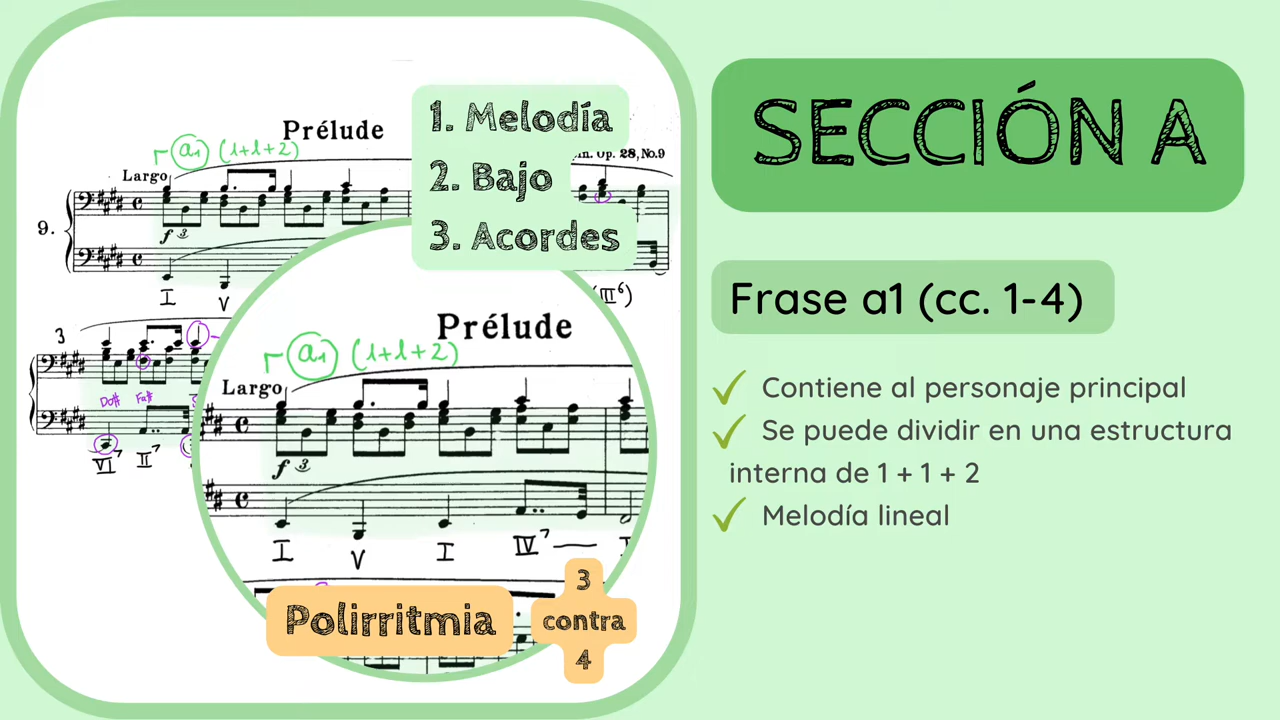 SECCIÓN A
Frase a1 (cc. 1-4)
Contiene al personaje principal
Se puede dividir en una estructura
interna de 1 + 1 + 2
Melodía lineal
1. Melodía
2. Bajo
3. Acordes
Prélude
a1 (1+1+2)
Op. 28, No.9
Largo
9.
f 3
I V
(III6)
3
Do# Fa#
VI7 II7
Prélude
a1 (1+1+2)
Largo
f 3
I V I IV7
Polirritmia
3
contra
4